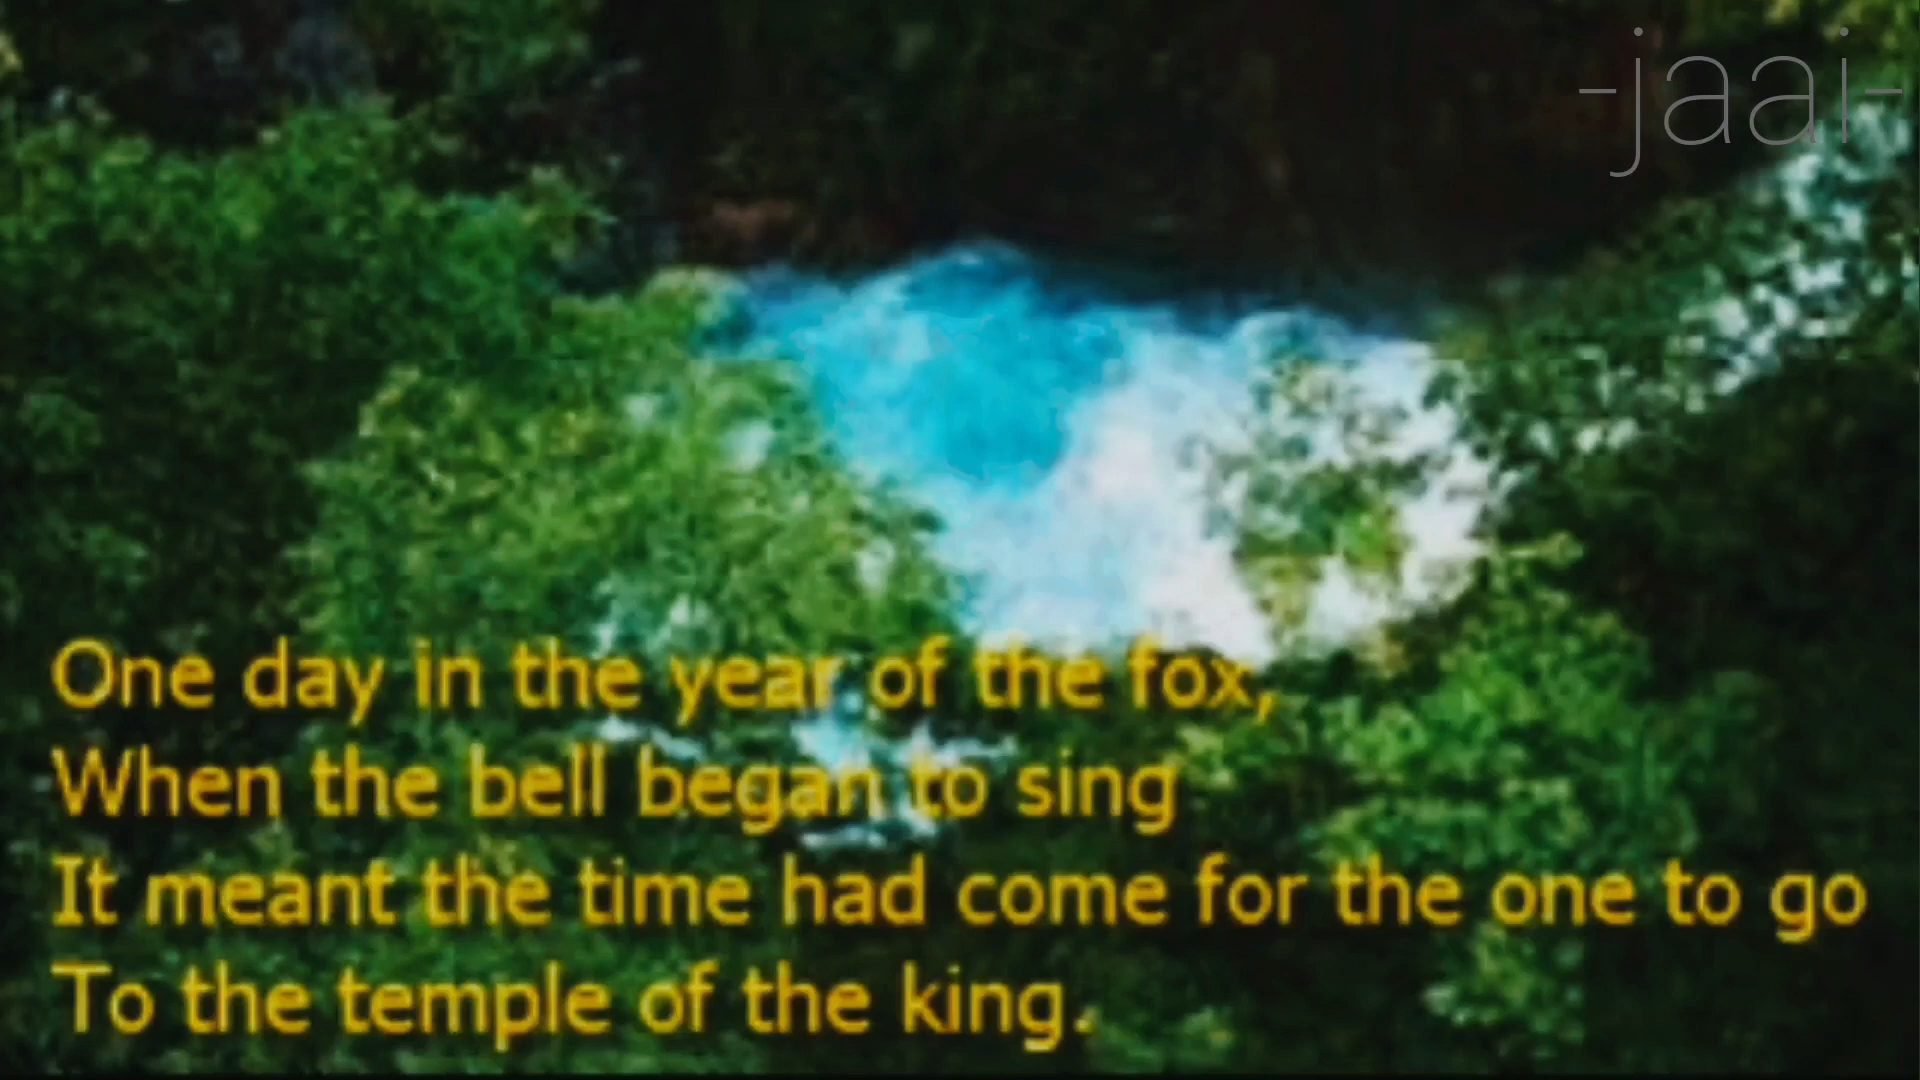 -jaai-
One day in the year of the fox,
When the bell began to sing
It meant the time had come for the one to go
To the temple of the king.